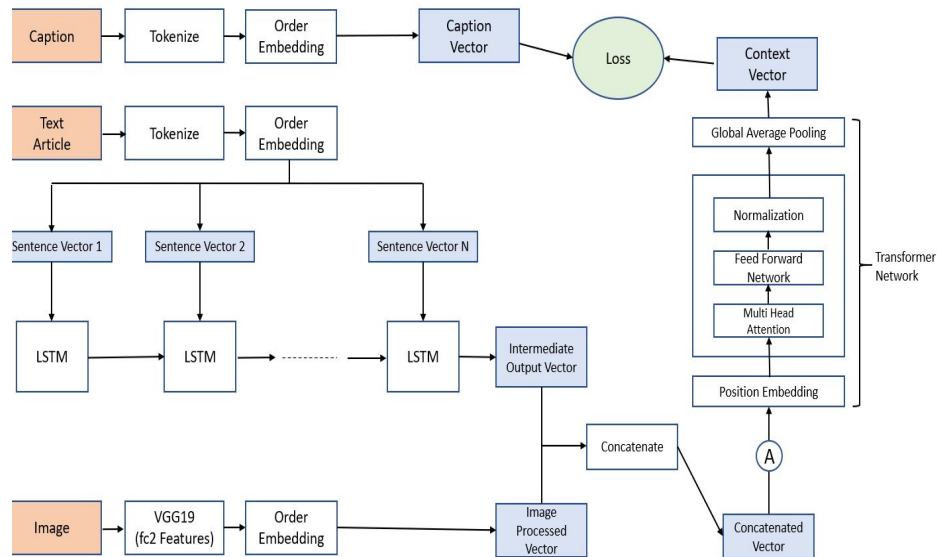 Caption
Tokenize
Order
Embedding
Caption
Vector
Loss
Context
Vector
Text
Article
Tokenize
Order
Embedding
Global Average Pooling
Sentence Vector 1
Sentence Vector 2
Sentence Vector N
Normalization
Feed Forward
Network
Multi Head
Attention
Transformer
Network
LSTM
LSTM
LSTM
Intermediate
Output Vector
Position Embedding
Concatenate
A
Image
VGG19
(fc2 Features)
Order
Embedding
Image
Processed
Vector
Concatenated
Vector